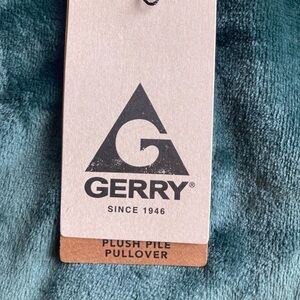 GERRY®
SINCE 1946
PLUSH PILE
PULLOVER